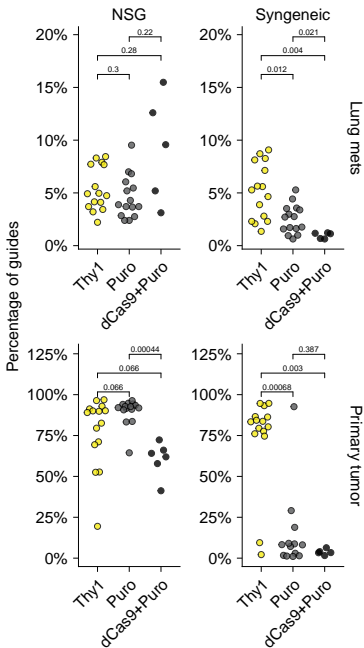 NSG
Syngeneic
20%
15%
10%
5%
0%
0.22
0.28
0.3
Thy1
Puro
dCas9+Puro
20%
15%
10%
5%
0%
0.021
0.004
0.012
Thy1
Puro
dCas9+Puro
Lung mets
Percentage of guides
125%
100%
75%
50%
25%
0%
0.00044
0.066
0.066
Thy1
Puro
dCas9+Puro
125%
100%
75%
50%
25%
0%
0.387
0.003
0.00068
Thy1
Puro
dCas9+Puro
Primary tumor